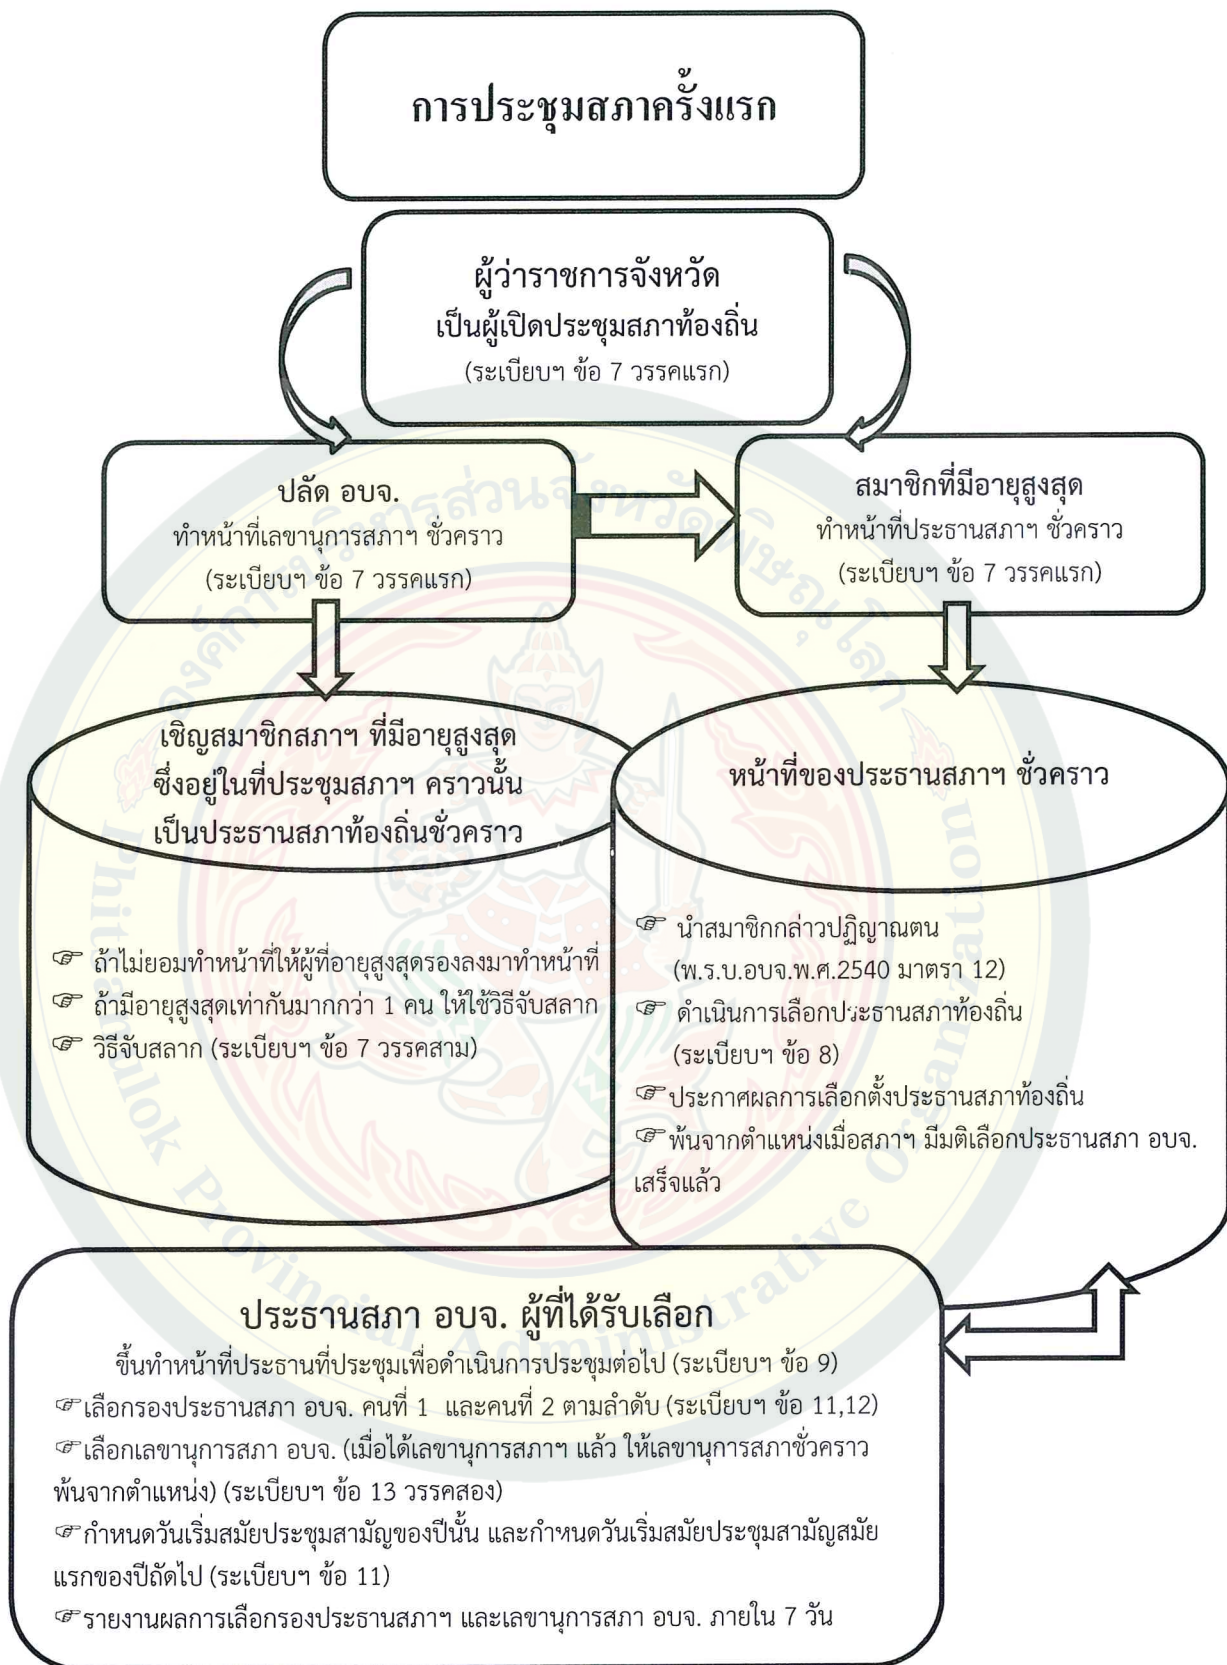 การประชุมสภาครั้งแรก
ผู้ว่าราชการจังหวัด
เป็นผู้เปิดประชุมสภาท้องถิ่น
(ระเบียบฯ ข้อ 7 วรรคแรก)
ปลัด อบจ.
ทำหน้าที่เลขานุการสภาฯ ชั่วคราว
(ระเบียบฯ ข้อ 7 วรรคแรก)
สมาชิกที่มีอายุสูงสุด
ทำหน้าที่ประธานสภาฯ ชั่วคราว
(ระเบียบฯ ข้อ 7 วรรคแรก)
เชิญสมาชิกสภาฯ ที่มีอายุสูงสุด
ซึ่งอยู่ในที่ประชุมสภาฯ คราวนั้น
เป็นประธานสภาท้องถิ่นชั่วคราว
☞ ถ้าไม่ยอมทำหน้าที่ให้ผู้ที่อายุสูงสุดรองลงมาทำหน้าที่
☞ ถ้ามีอายุสูงสุดเท่ากันมากกว่า 1 คน ให้ใช้วิธีจับสลาก
☞ วิธีจับสลาก (ระเบียบฯ ข้อ 7 วรรคสาม)
หน้าที่ของประธานสภาฯ ชั่วคราว
☞ นำสมาชิกกล่าวปฏิญาณตน
(พ.ร.บ.อบจ.พ.ศ.2540 มาตรา 12)
☞ ดำเนินการเลือกประธานสภาท้องถิ่น
(ระเบียบฯ ข้อ 8)
☞ประกาศผลการเลือกตั้งประธานสภาท้องถิ่น
☞พ้นจากตำแหน่งเมื่อสภาฯ มีมติเลือกประธานสภา อบจ.
เสร็จแล้ว
ประธานสภา อบจ. ผู้ที่ได้รับเลือก
ขึ้นทำหน้าที่ประธานที่ประชุมเพื่อดำเนินการประชุมต่อไป (ระเบียบฯ ข้อ 9)
☞เลือกรองประธานสภา อบจ. คนที่ 1 และคนที่ 2 ตามลำดับ (ระเบียบฯ ข้อ 11,12)
☞เลือกเลขานุการสภา อบจ. (เมื่อได้เลขานุการสภาฯ แล้ว ให้เลขานุการสภาชั่วคราว
พ้นจากตำแหน่ง) (ระเบียบฯ ข้อ 13 วรรคสอง)
☞กำหนดวันเริ่มสมัยประชุมสามัญของปีนั้น และกำหนดวันเริ่มสมัยประชุมสามัญสมัย
แรกของปีถัดไป (ระเบียบฯ ข้อ 11)
☞รายงานผลการเลือกรองประธานสภาฯ และเลขานุการสภา อบจ. ภายใน 7 วัน
องค์การบริหารส่วนจังหวัดพิษณุโลก
Phitsanulok Provincial Administrative Organization